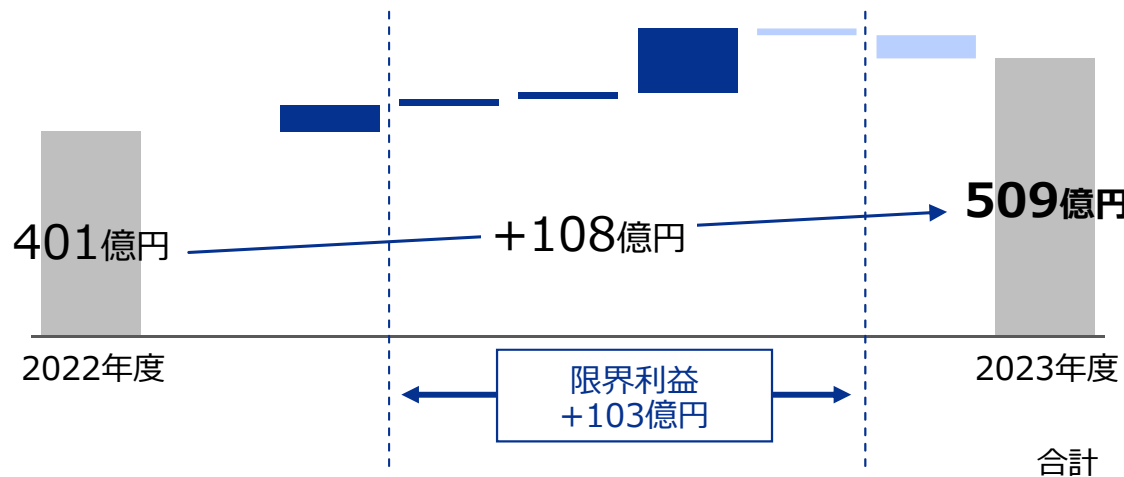 401億円
+108億円
509億円
2022年度
2023年度
限界利益
+103億円
合計